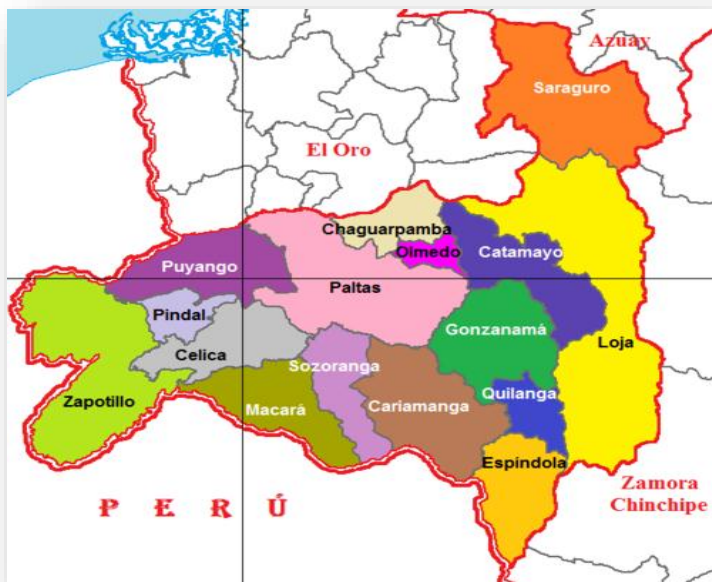 Azuay
Saraguro
El Oro
Chaguarpamba
Olmedo
Catamayo
Puyango
Paltas
Pindal
Gonzanamá
Loja
Celica
Sozoranga
Zapotillo
Macará
Cariamanga
Quilanga
Espíndola
Zamora
Chinchipe
PERÚ